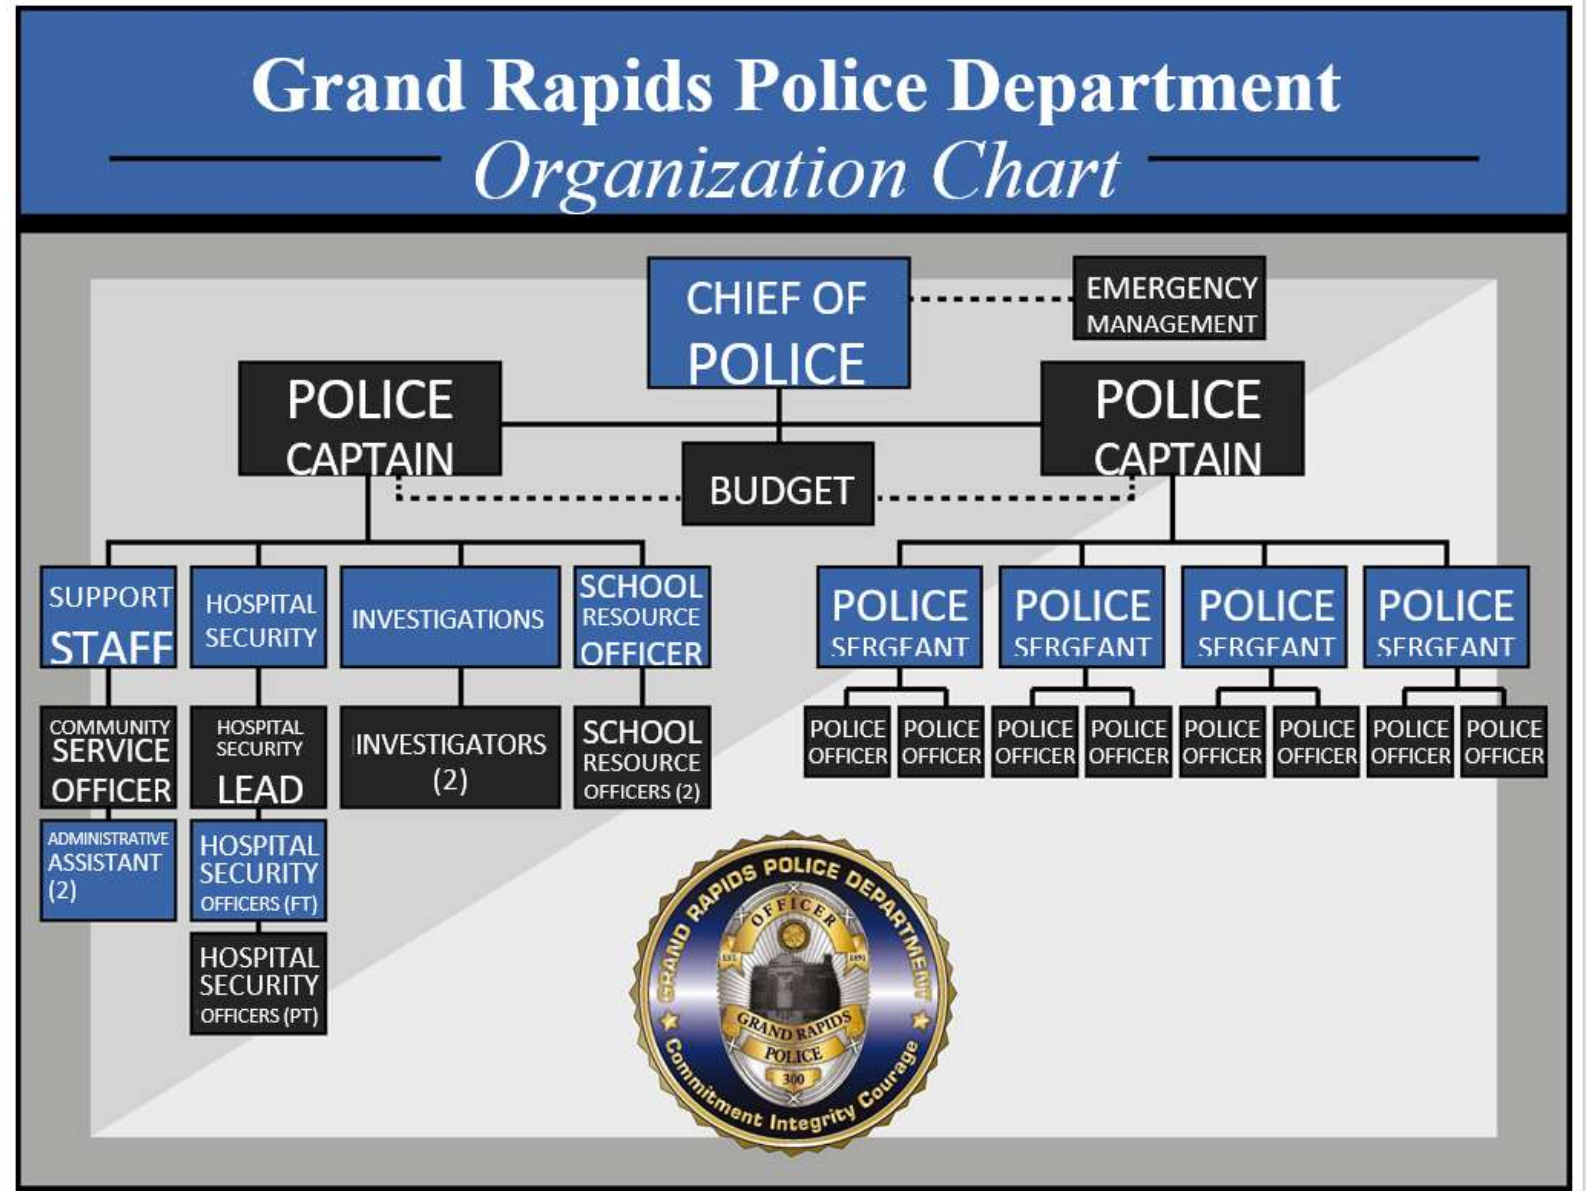 Grand Rapids Police Department
Organization Chart
CHIEF OF
POLICE
EMERGENCY
MANAGEMENT
POLICE
CAPTAIN
POLICE
CAPTAIN
BUDGET
SUPPORT
STAFF
HOSPITAL
SECURITY
INVESTIGATIONS
SCHOOL
RESOURCE
OFFICER
POLICE
SERGEANT
POLICE
SERGEANT
POLICE
SERGEANT
POLICE
SERGEANT
COMMUNITY
SERVICE
OFFICER
HOSPITAL
SECURITY
LEAD
INVESTIGATORS
(2)
SCHOOL
RESOURCE
OFFICERS (2)
POLICE
OFFICER
POLICE
OFFICER
POLICE
OFFICER
POLICE
OFFICER
POLICE
OFFICER
POLICE
OFFICER
POLICE
OFFICER
POLICE
OFFICER
ADMINISTRATIVE
ASSISTANT
(2)
HOSPITAL
SECURITY
OFFICERS (FT)
HOSPITAL
SECURITY
OFFICERS (PT)
GRAND RAPIDS POLICE DEPARTMENT
OFFICER
EST. 1891
GRAND RAPIDS
POLICE
300
Commitment Integrity Courage